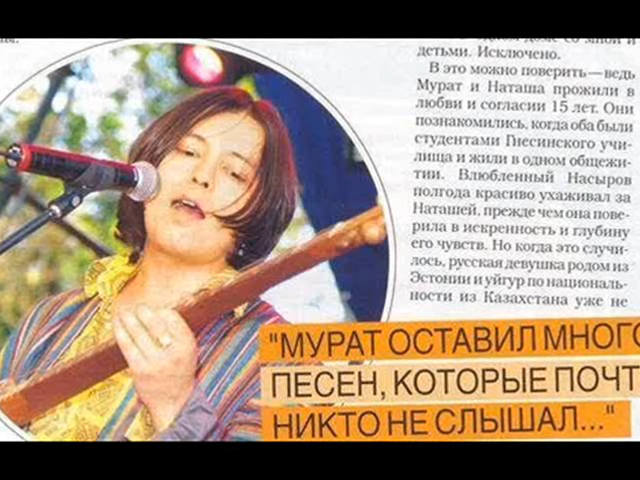 ны.
детьми. Исключено.
В это можно поверить — ведь
Мурат и Наташа прожили в
любви и согласии 15 лет. Они
познакомились, когда оба были
студентами Гнесинского учи-
лища и жили в одном общежи-
тии. Влюбленный Насыров
полгода красиво ухаживал за
Наташей, прежде чем она пове-
рила в искренность и глубину
его чувств. Но когда это случи-
лось, русская девушка родом из
Эстонии и уйгур по националь-
ности из Казахстана уже не
"МУРАТ ОСТАВИЛ МНОГО
ПЕСЕН, КОТОРЫЕ ПОЧТ
НИКТО НЕ СЛЫШАЛ..."